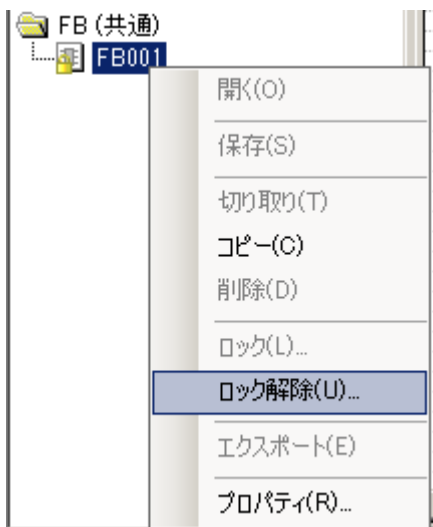 FB (共通)
FB001
開く(O)
保存(S)
切り取り(T)
コピー(C)
削除(D)
ロック(L)...
ロック解除(U)...
エクスポート(E)
プロパティ(R)...